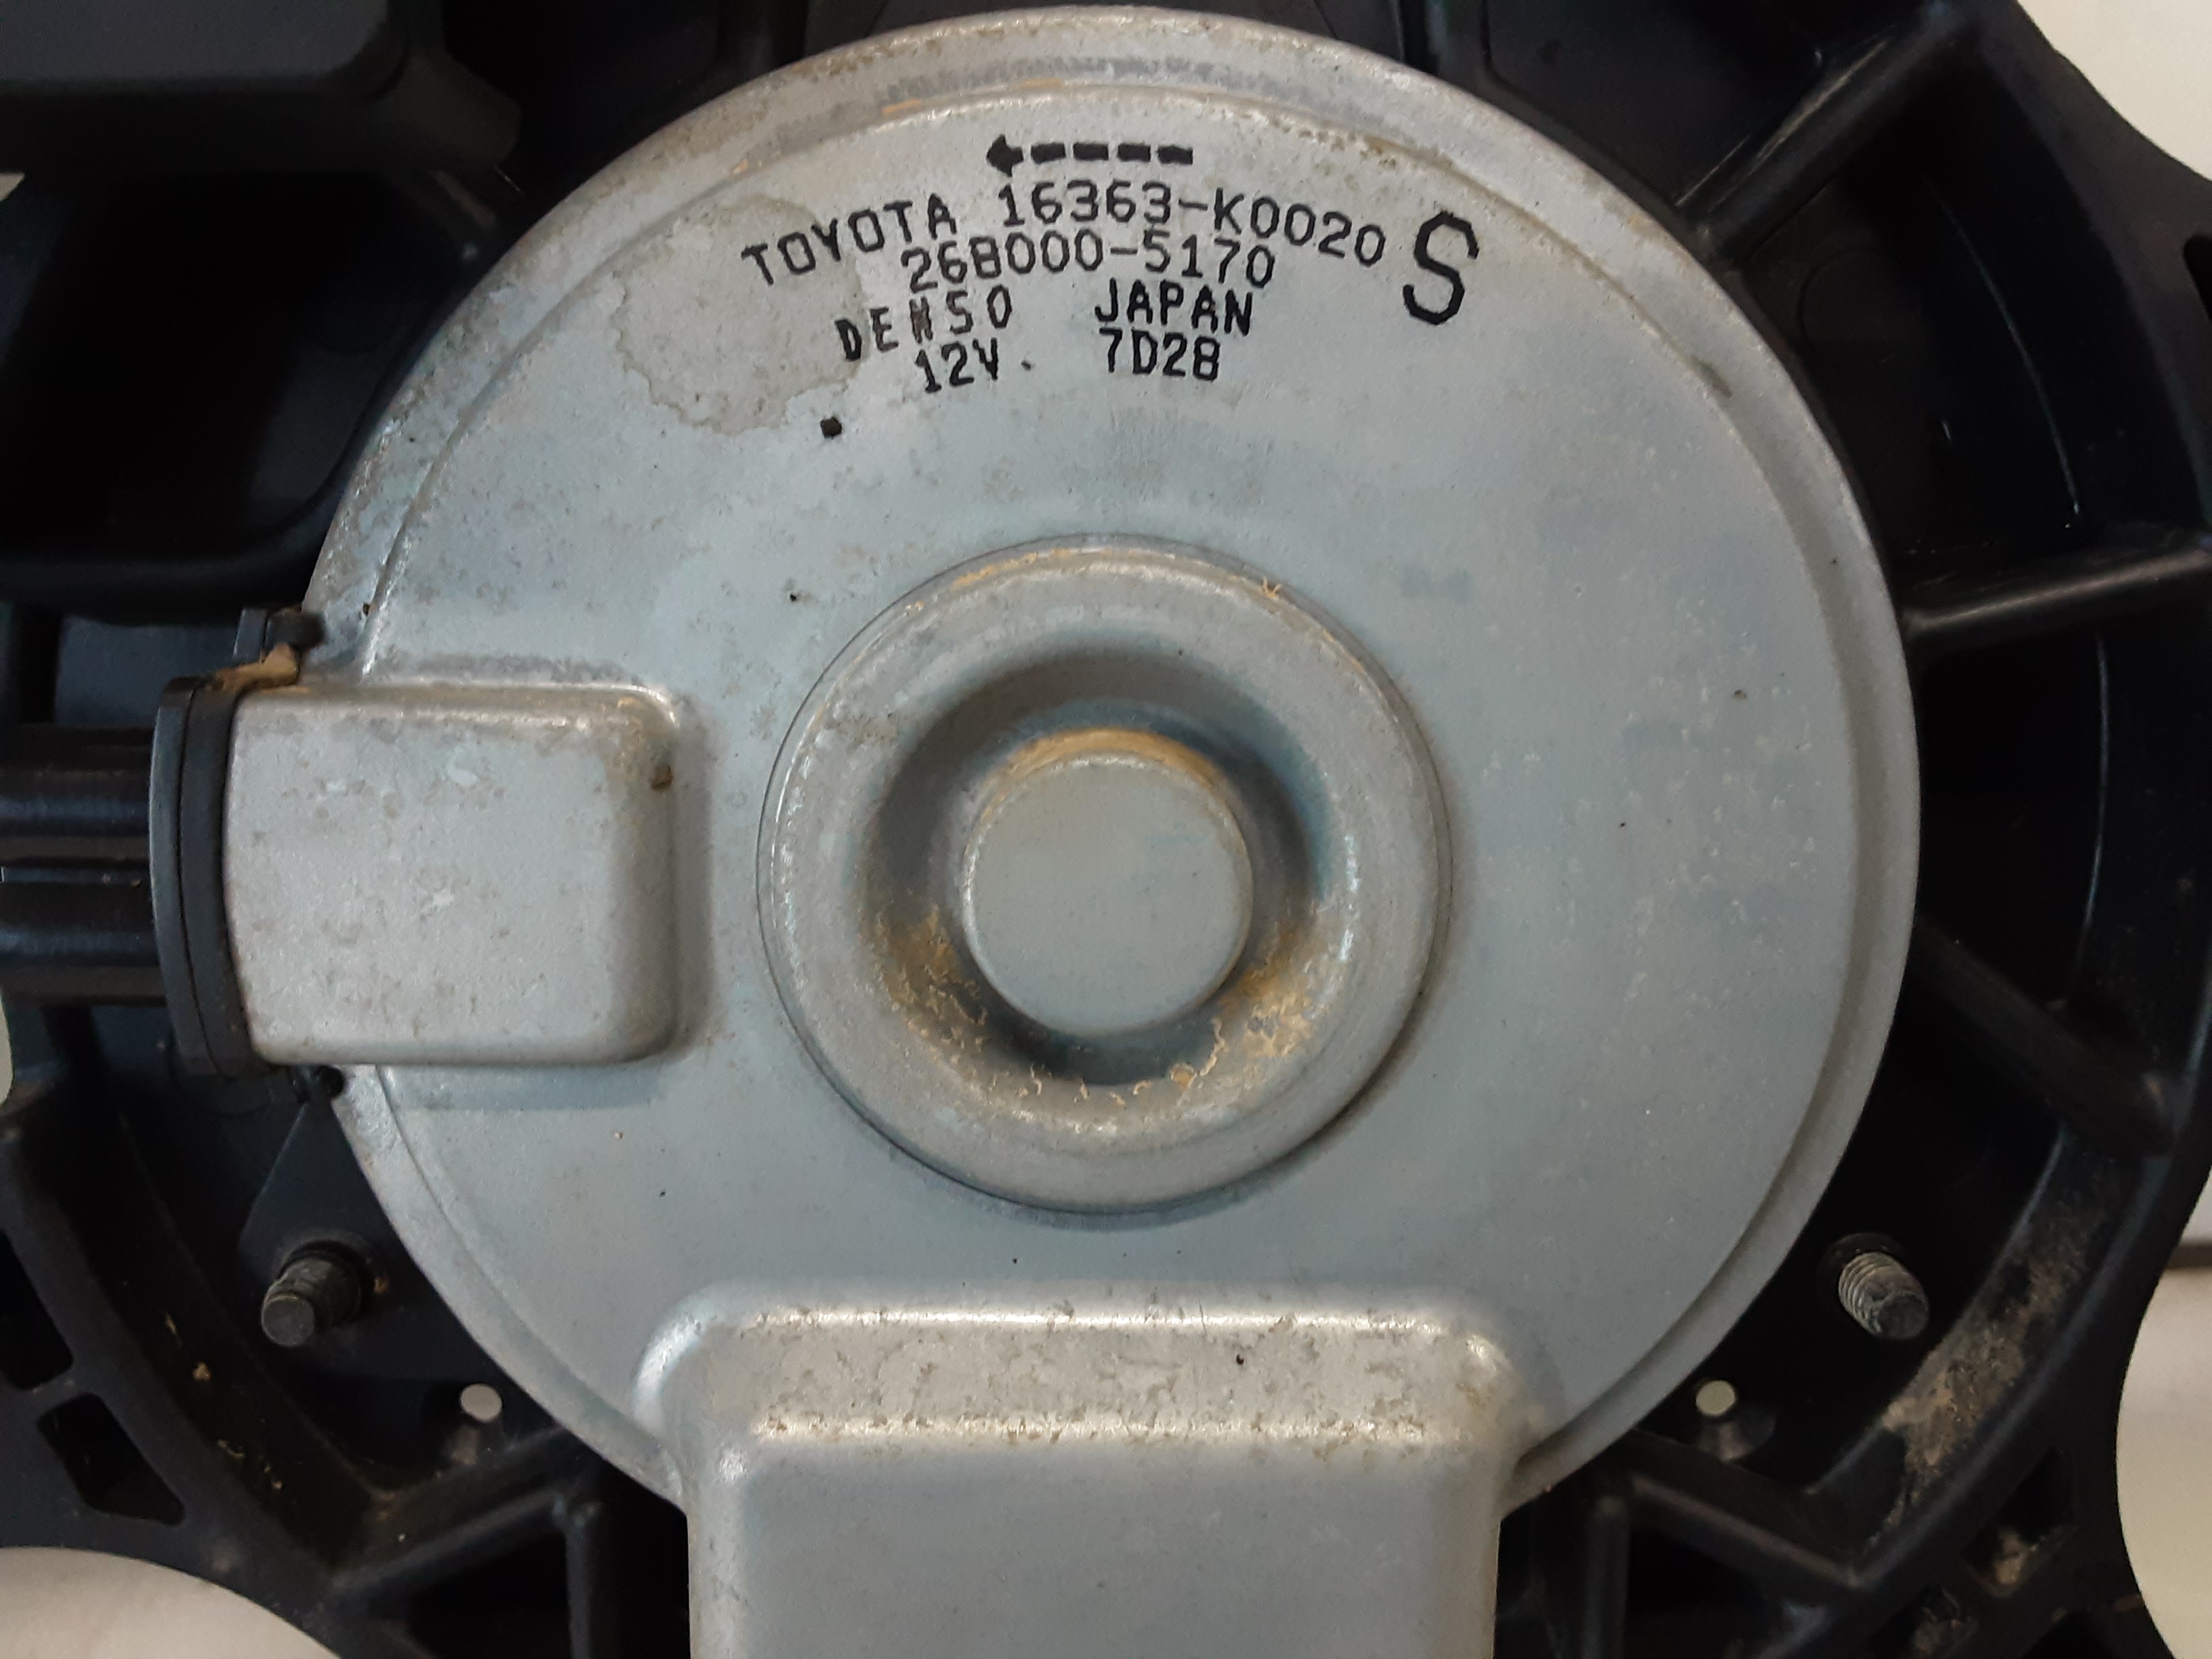 TOYOTA 16363-K0020 S
268000-5170
DENSO JAPAN
12V. 7D28